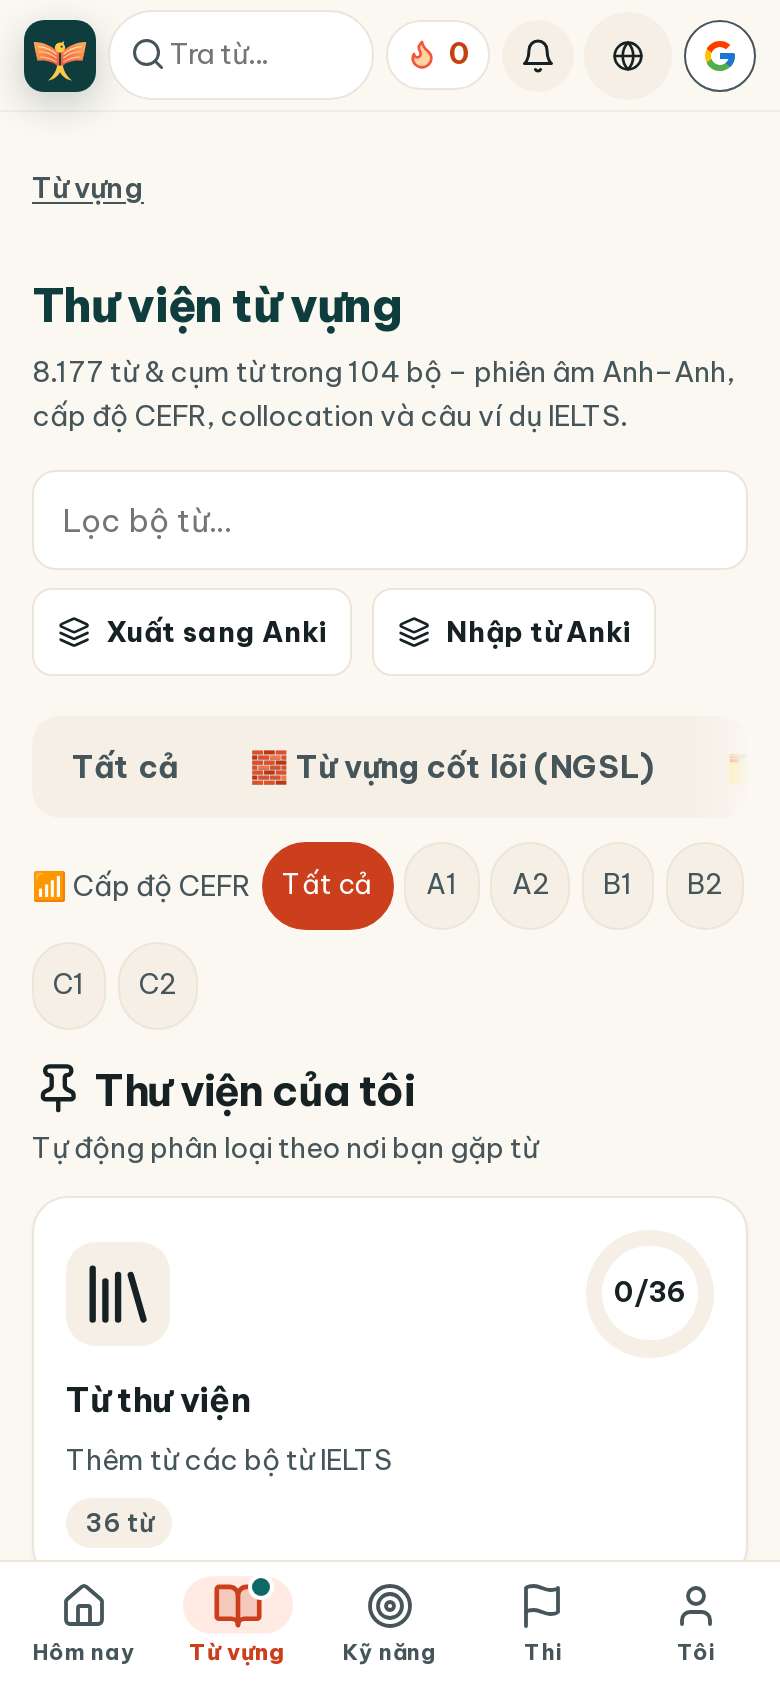 Tra từ...
0
Từ vựng
Thư viện từ vựng
8.177 từ & cụm từ trong 104 bộ – phiên âm Anh–Anh,
cấp độ CEFR, collocation và câu ví dụ IELTS.
Lọc bộ từ...
Xuất sang Anki
Nhập từ Anki
Tất cả
Từ vựng cốt lõi (NGSL)
Cấp độ CEFR
Tất cả
A1
A2
B1
B2
C1
C2
Thư viện của tôi
Tự động phân loại theo nơi bạn gặp từ
0/36
Từ thư viện
Thêm từ các bộ từ IELTS
36 từ
Hôm nay
Từ vựng
Kỹ năng
Thi
Tôi